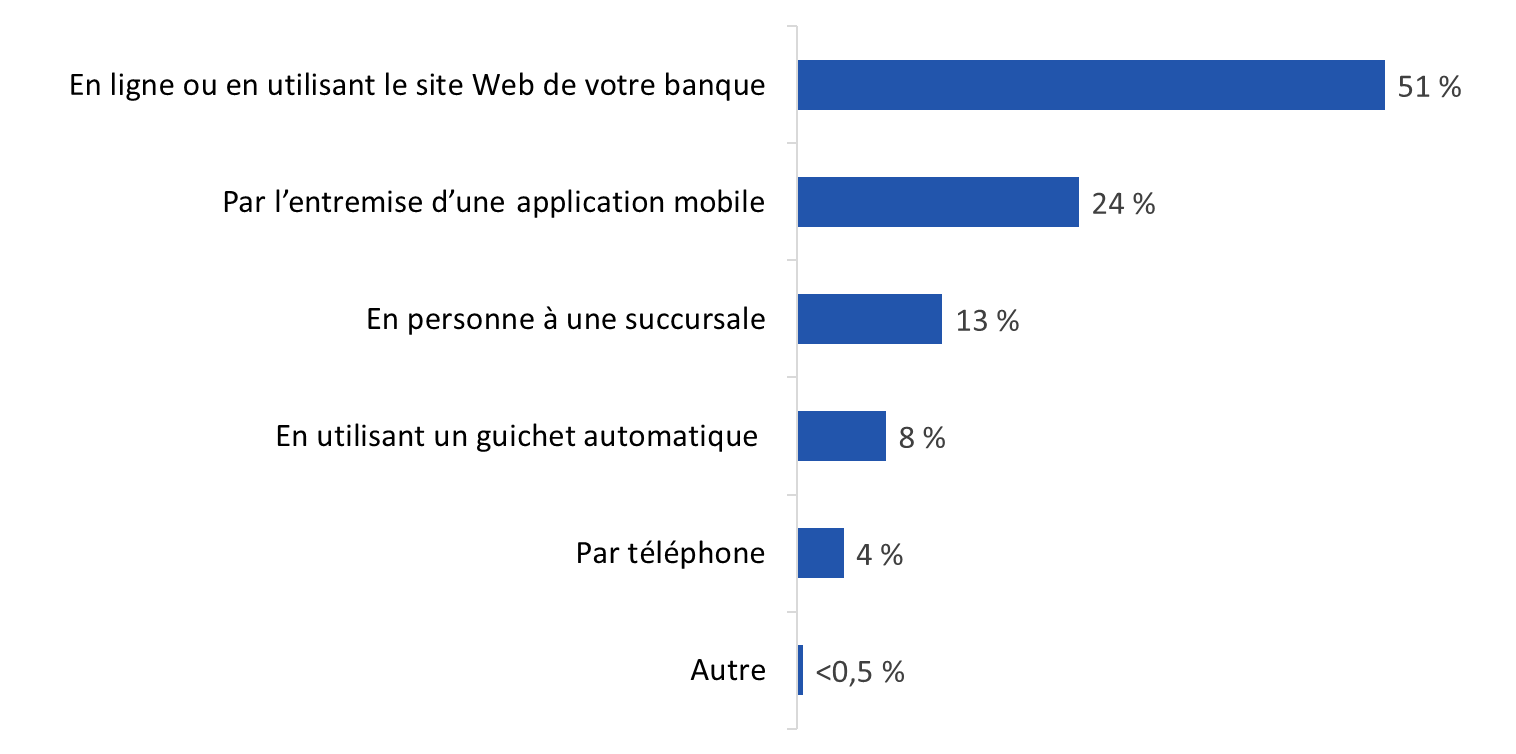 En ligne ou en utilisant le site Web de votre banque 51 %
Par l’entremise d’une application mobile 24 %
En personne à une succursale 13 %
En utilisant un guichet automatique 8 %
Par téléphone 4 %
Autre <0,5 %